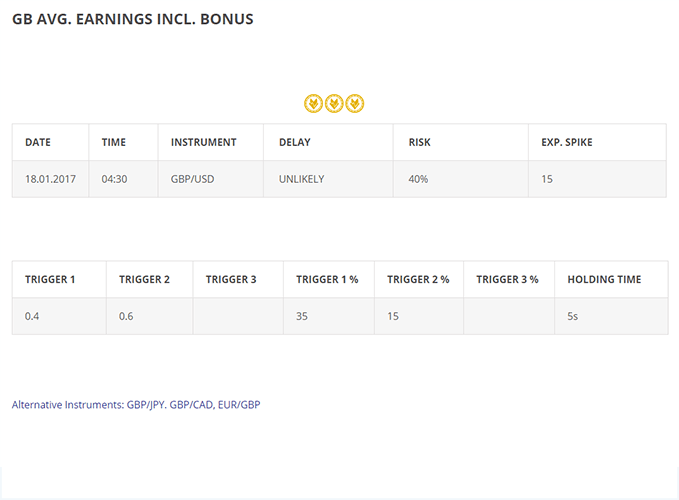 GB AVG. EARNINGS INCL. BONUS
DATE TIME INSTRUMENT DELAY RISK EXP. SPIKE
18.01.2017 04:30 GBP/USD UNLIKELY 40% 15
TRIGGER 1 TRIGGER 2 TRIGGER 3 TRIGGER 1 % TRIGGER 2 % TRIGGER 3 % HOLDING TIME
0.4 0.6 35 15 5s
Alternative Instruments: GBP/JPY. GBP/CAD, EUR/GBP